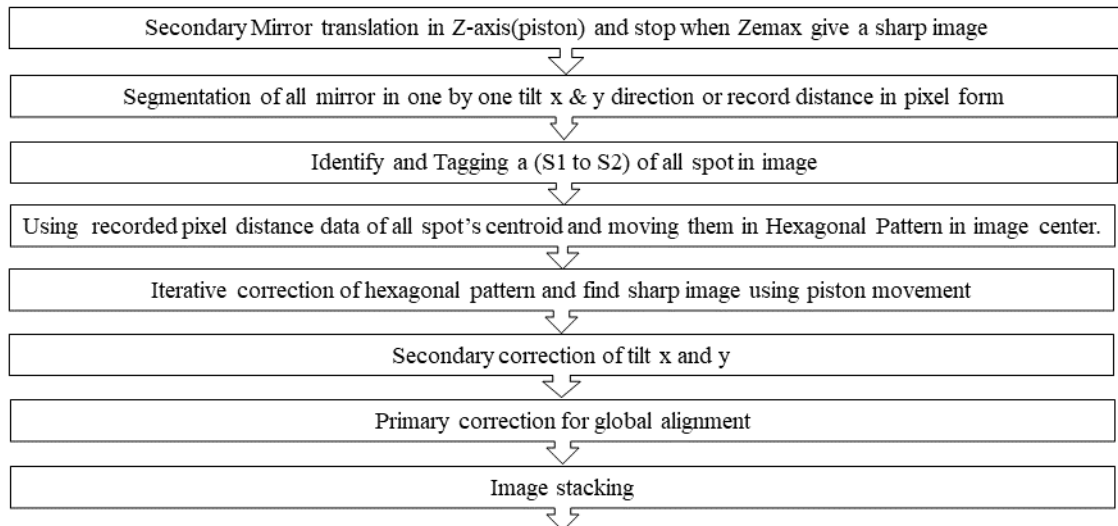 Secondary Mirror translation in Z-axis(piston) and stop when Zemax give a sharp image
Segmentation of all mirror in one by one tilt x & y direction or record distance in pixel form
Identify and Tagging a (S1 to S2) of all spot in image
Using recorded pixel distance data of all spot's centroid and moving them in Hexagonal Pattern in image center.
Iterative correction of hexagonal pattern and find sharp image using piston movement
Secondary correction of tilt x and y
Primary correction for global alignment
Image stacking